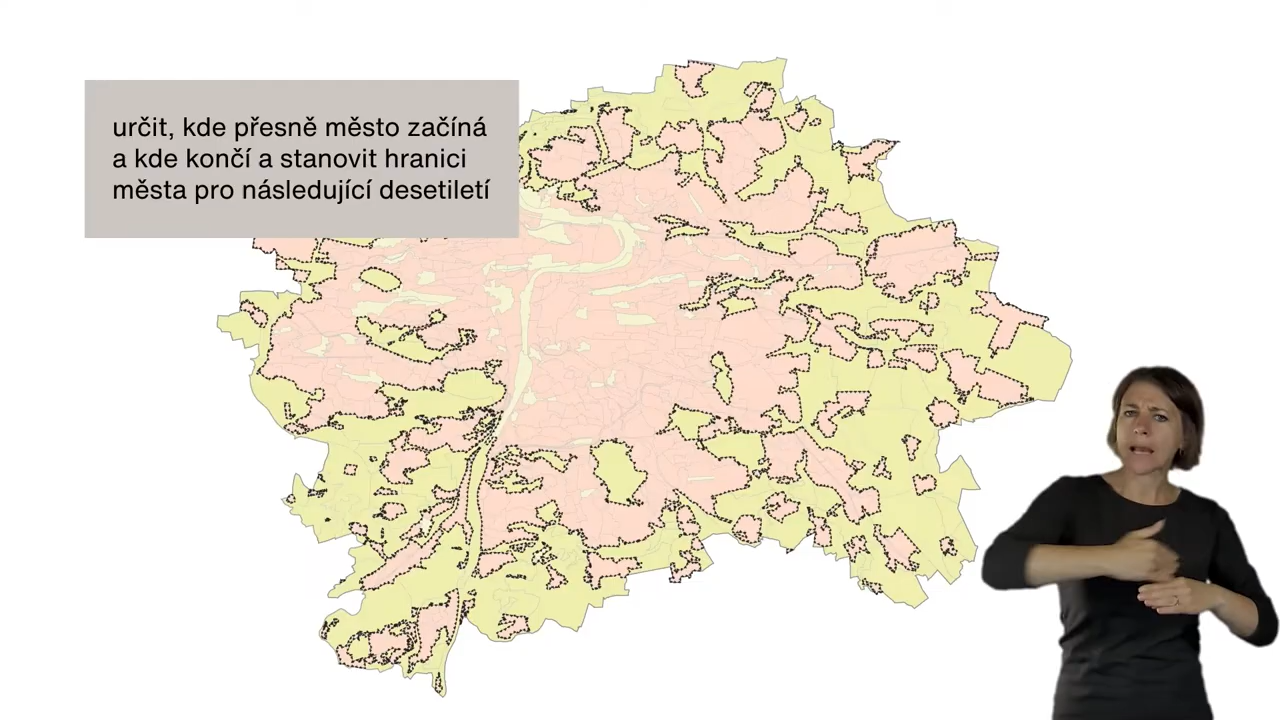 určit, kde přesně město začíná
a kde končí a stanovit hranici
města pro následující desetiletí